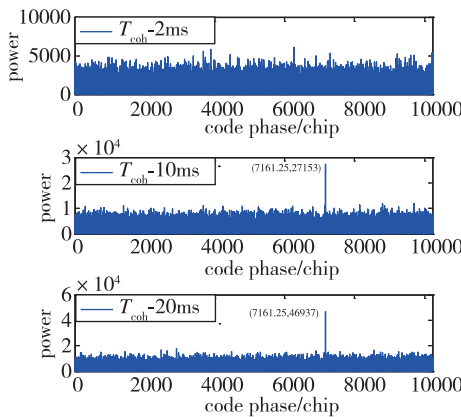 10000
T_coh-2ms
5000
0
power
0 2000 4000 6000 8000 10000
code phase/chip
3 × 10^4
T_coh-10ms
(7161.25,27153)
2
1
0
power
0 2000 4000 6000 8000 10000
code phase/chip
6 × 10^4
T_coh-20ms
(7161.25,46937)
4
2
0
power
0 2000 4000 6000 8000 10000
code phase/chip